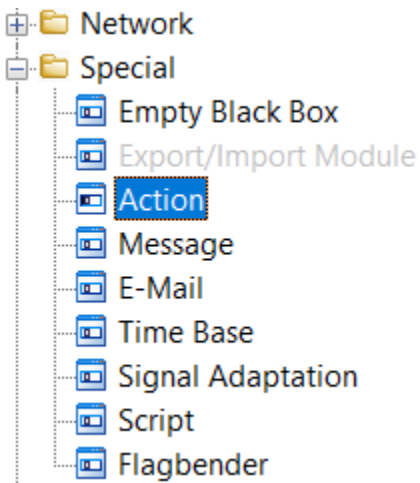 Network
Special
Empty Black Box
Export/Import Module
Action
Message
E-Mail
Time Base
Signal Adaptation
Script
Flagbender